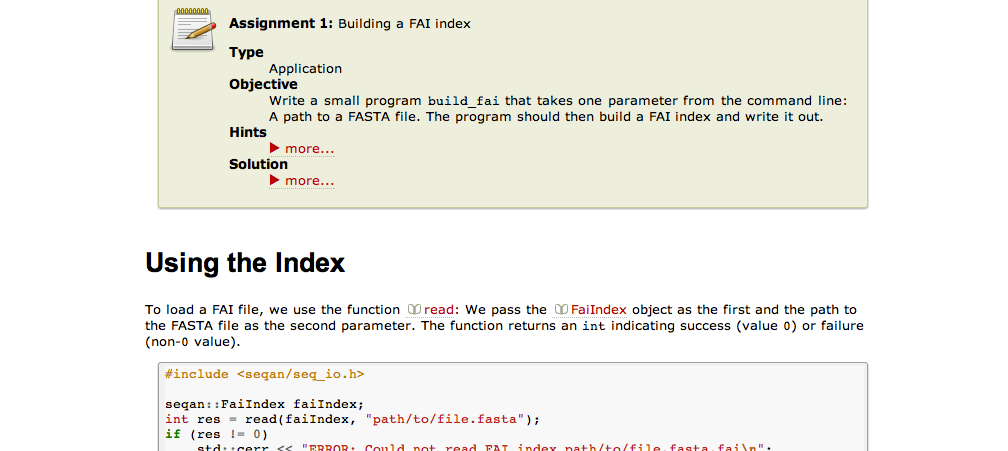 Assignment 1: Building a FAI index
Type
Application
Objective
Write a small program build_fai that takes one parameter from the command line:
A path to a FASTA file. The program should then build a FAI index and write it out.
Hints
▶ more...
Solution
▶ more...
Using the Index
To load a FAI file, we use the function read: We pass the FaiIndex object as the first and the path to
the FASTA file as the second parameter. The function returns an int indicating success (value 0) or failure
(non-0 value).
#include <seqan/seq_io.h>
seqan::FaiIndex faiIndex;
int res = read(faiIndex, "path/to/file.fasta");
if (res != 0)
std::cerr << "ERROR: Could not read FAI index path/to/file.fasta.fai\n";